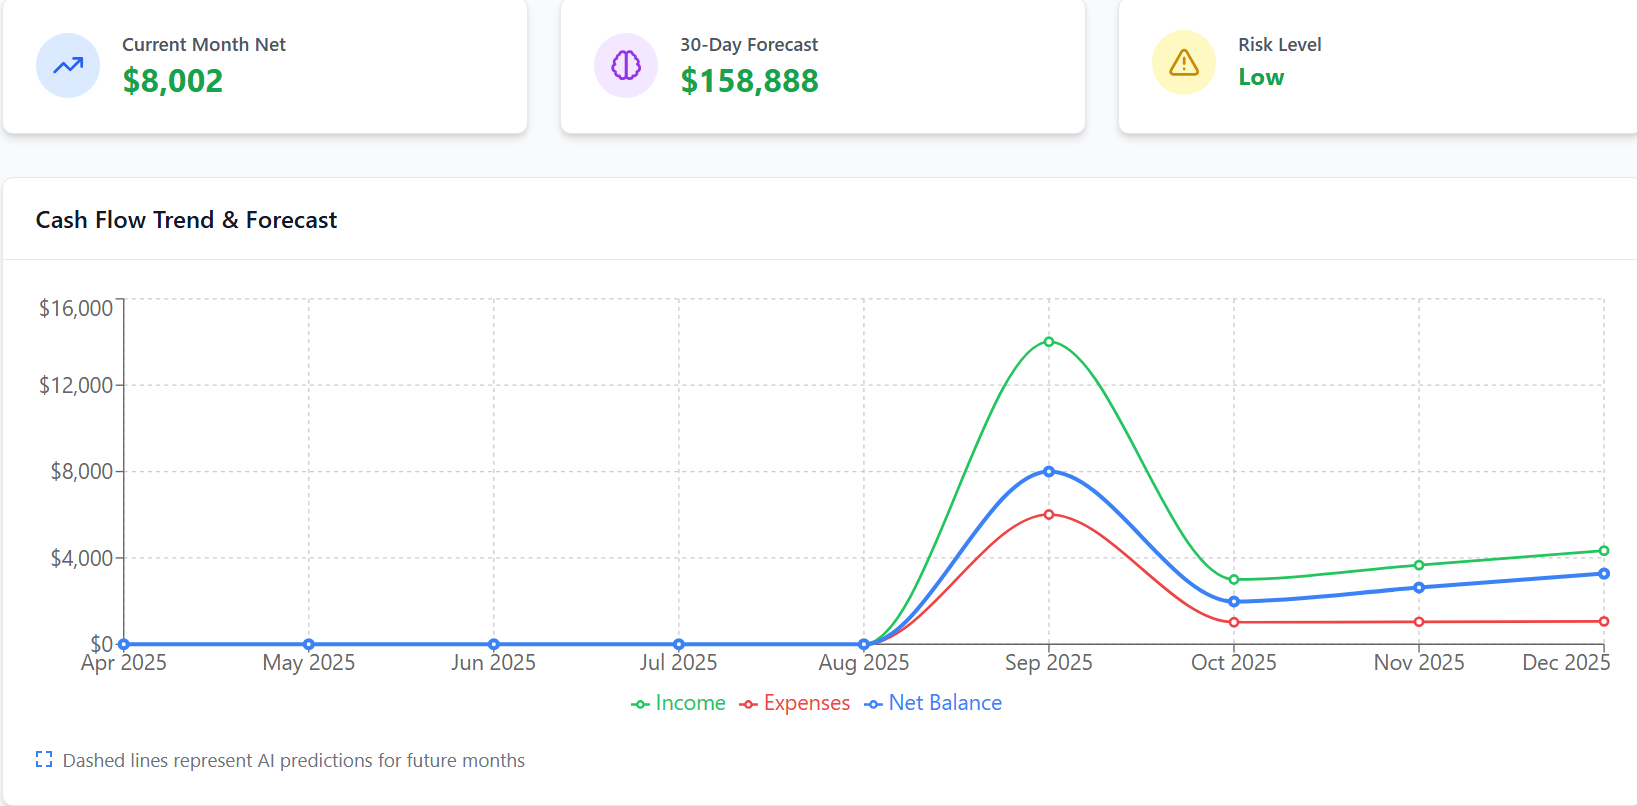 Current Month Net
$8,002
30-Day Forecast
$158,888
Risk Level
Low
Cash Flow Trend & Forecast
$16,000
$12,000
$8,000
$4,000
$0
Apr 2025
May 2025
Jun 2025
Jul 2025
Aug 2025
Sep 2025
Oct 2025
Nov 2025
Dec 2025
Income
Expenses
Net Balance
Dashed lines represent AI predictions for future months